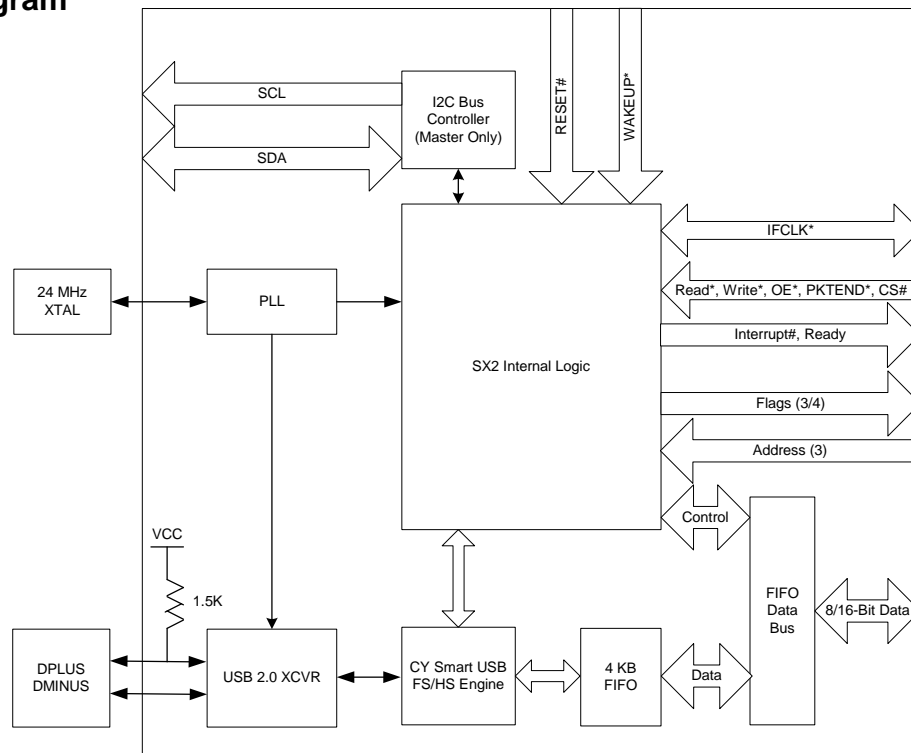 SCL
I2C Bus
Controller
(Master Only)
SDA
RESET#
WAKEUP*
IFCLK*
24 MHz
XTAL
PLL
Read*, Write*, OE*, PKTEND*, CS#
Interrupt#, Ready
SX2 Internal Logic
Flags (3/4)
Address (3)
Control
VCC
1.5K
FIFO
Data
Bus
8/16-Bit Data
DPLUS
DMINUS
USB 2.0 XCVR
CY Smart USB
FS/HS Engine
4 KB
FIFO
Data